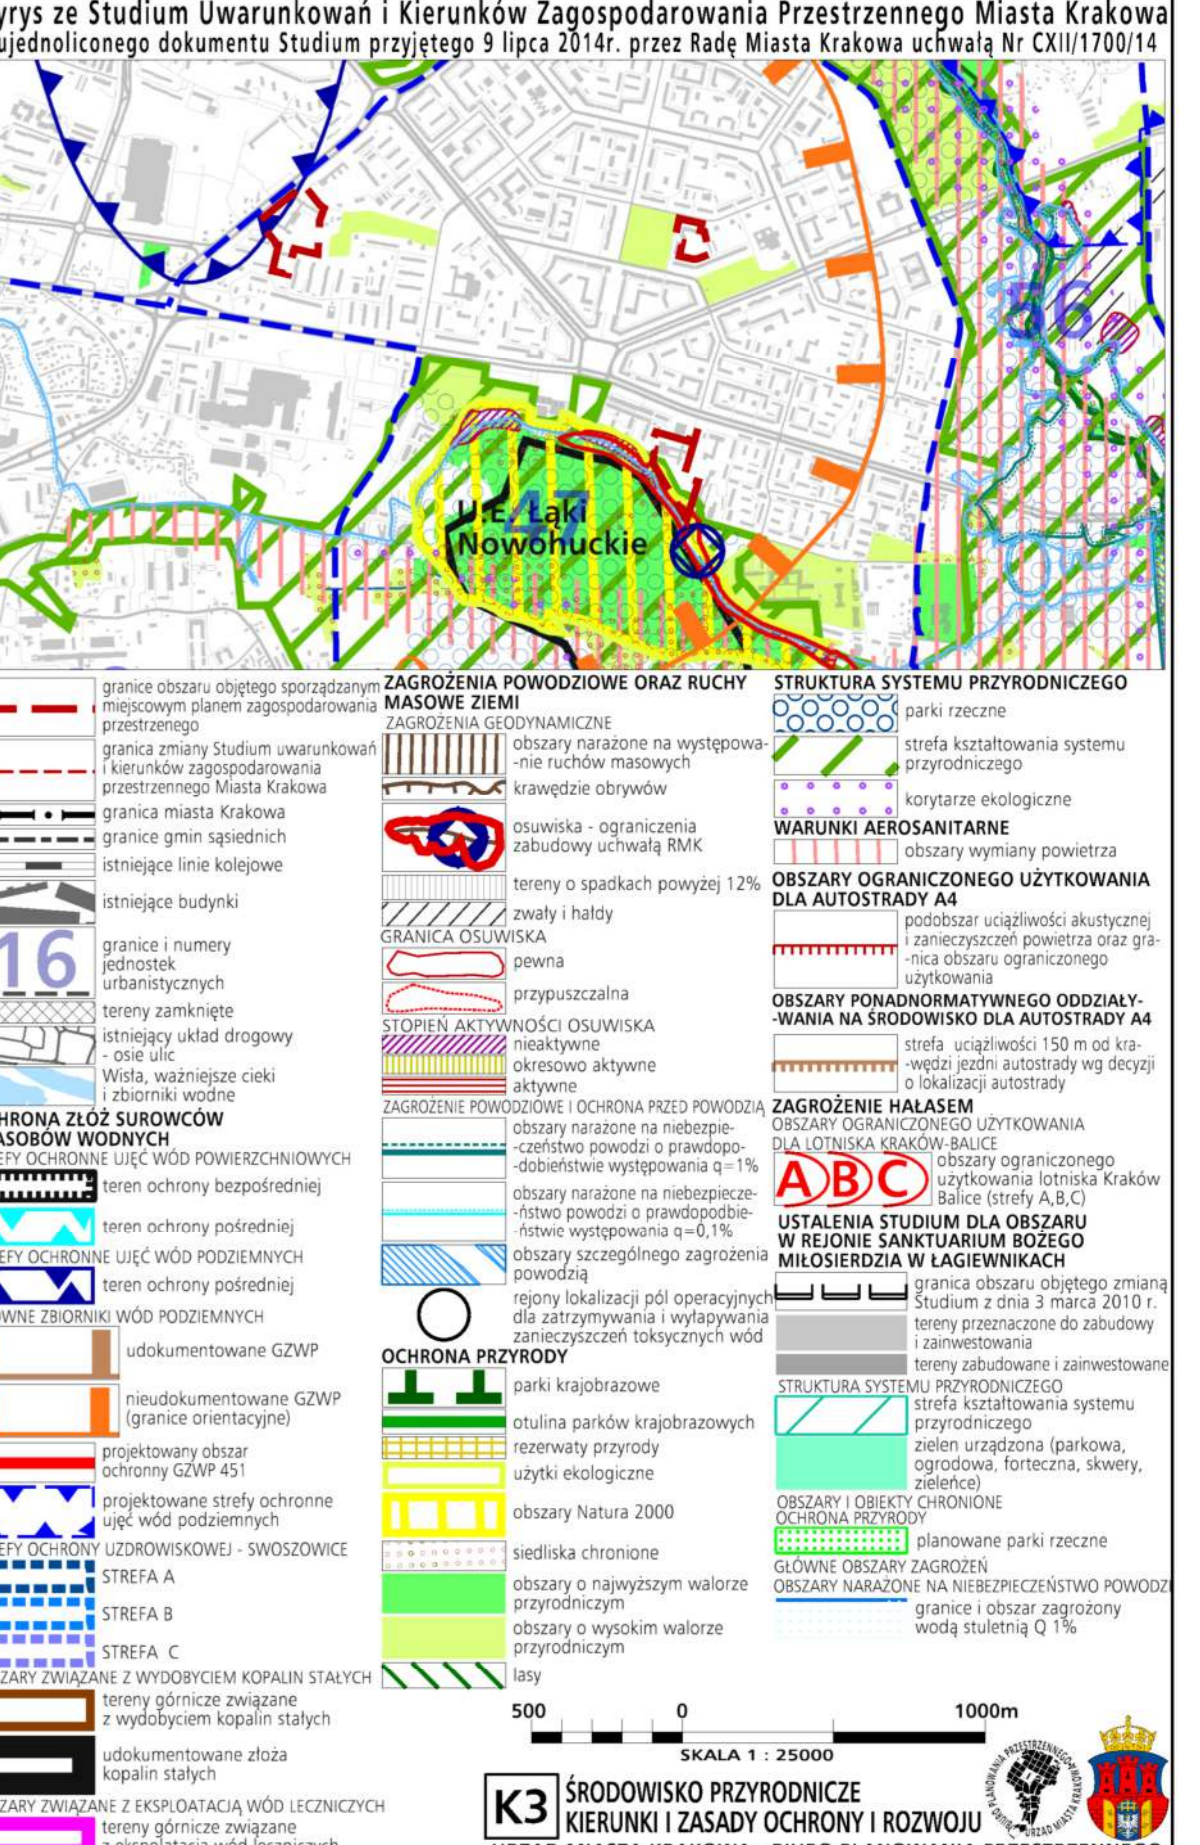 yrys ze Studium Uwarunkowań i Kierunków Zagospodarowania Przestrzennego Miasta Krakowa
ujednoliconego dokumentu Studium przyjętego 9 lipca 2014r. przez Radę Miasta Krakowa uchwałą Nr CXII/1700/14
56
47
U.E. Łąki
Nowohuckie
granice obszaru objętego sporządzanym
miejscowym planem zagospodarowania
przestrzenego
granica zmiany Studium uwarunkowań
i kierunków zagospodarowania
przestrzennego Miasta Krakowa
granica miasta Krakowa
granice gmin sąsiednich
istniejące linie kolejowe
istniejące budynki
16
granice i numery
jednostek
urbanistycznych
tereny zamknięte
istniejący układ drogowy
- osie ulic
Wisła, ważniejsze cieki
i zbiorniki wodne
HRONA ZŁÓŻ SUROWCÓW
ASOBÓW WODNYCH
EFY OCHRONNE UJĘĆ WÓD POWIERZCHNIOWYCH
teren ochrony bezpośredniej
teren ochrony pośredniej
EFY OCHRONNE UJĘĆ WÓD PODZIEMNYCH
teren ochrony pośredniej
WNE ZBIORNIKI WÓD PODZIEMNYCH
udokumentowane GZWP
nieudokumentowane GZWP
(granice orientacyjne)
projektowany obszar
ochronny GZWP 451
projektowane strefy ochronne
ujęć wód podziemnych
EFY OCHRONY UZDROWISKOWEJ - SWOSZOWICE
STREFA A
STREFA B
STREFA C
ZARY ZWIĄZANE Z WYDOBYCIEM KOPALIN STAŁYCH
tereny górnicze związane
z wydobyciem kopalin stałych
udokumentowane złoża
kopalin stałych
ZARY ZWIĄZANE Z EKSPLOATACJĄ WÓD LECZNICZYCH
tereny górnicze związane
z eksploatacją wód leczniczych
ZAGROŻENIA POWODZIOWE ORAZ RUCHY
MASOWE ZIEMI
ZAGROŻENIA GEODYNAMICZNE
obszary narażone na występowa-
-nie ruchów masowych
krawędzie obrywów
osuwiska - ograniczenia
zabudowy uchwałą RMK
tereny o spadkach powyżej 12%
zwały i hałdy
GRANICA OSUWISKA
pewna
przypuszczalna
STOPIEŃ AKTYWNOŚCI OSUWISKA
nieaktywne
okresowo aktywne
aktywne
ZAGROŻENIE POWODZIOWE I OCHRONA PRZED POWODZIĄ
obszary narażone na niebezpie-
-czeństwo powodzi o prawdopo-
-dobieństwie występowania q=1%
obszary narażone na niebezpiecze-
-ństwo powodzi o prawdopodbie-
-ństwie występowania q=0,1%
obszary szczególnego zagrożenia
powodzią
rejony lokalizacji pól operacyjnych
dla zatrzymywania i wyłapywania
zanieczyszczeń toksycznych wód
OCHRONA PRZYRODY
parki krajobrazowe
otulina parków krajobrazowych
rezerwaty przyrody
użytki ekologiczne
obszary Natura 2000
siedliska chronione
obszary o najwyższym walorze
przyrodniczym
obszary o wysokim walorze
przyrodniczym
lasy
STRUKTURA SYSTEMU PRZYRODNICZEGO
parki rzeczne
strefa kształtowania systemu
przyrodniczego
korytarze ekologiczne
WARUNKI AEROSANITARNE
obszary wymiany powietrza
OBSZARY OGRANICZONEGO UŻYTKOWANIA
DLA AUTOSTRADY A4
podobszar uciążliwości akustycznej
i zanieczyszczeń powietrza oraz gra-
-nica obszaru ograniczonego
użytkowania
OBSZARY PONADNORMATYWNEGO ODDZIAŁY-
-WANIA NA ŚRODOWISKO DLA AUTOSTRADY A4
strefa uciążliwości 150 m od kra-
-wędzi jezdni autostrady wg decyzji
o lokalizacji autostrady
ZAGROŻENIE HAŁASEM
OBSZARY OGRANICZONEGO UŻYTKOWANIA
DLA LOTNISKA KRAKÓW-BALICE
A B C
obszary ograniczonego
użytkowania lotniska Kraków
Balice (strefy A,B,C)
USTALENIA STUDIUM DLA OBSZARU
W REJONIE SANKTUARIUM BOŻEGO
MIŁOSIERDZIA W ŁAGIEWNIKACH
granica obszaru objętego zmianą
Studium z dnia 3 marca 2010 r.
tereny przeznaczone do zabudowy
i zainwestowania
tereny zabudowane i zainwestowane
STRUKTURA SYSTEMU PRZYRODNICZEGO
strefa kształtowania systemu
przyrodniczego
zielen urządzona (parkowa,
ogrodowa, forteczna, skwery,
zieleńce)
OBSZARY I OBIEKTY CHRONIONE
OCHRONA PRZYRODY
planowane parki rzeczne
GŁÓWNE OBSZARY ZAGROŻEŃ
OBSZARY NARAŻONE NA NIEBEZPIECZEŃSTWO POWODZI
granice i obszar zagrożony
wodą stuletnią Q 1%
500 0 1000m
SKALA 1 : 25000
K3
ŚRODOWISKO PRZYRODNICZE
KIERUNKI I ZASADY OCHRONY I ROZWOJU
URZĄD MIASTA KRAKOWA - BIURO PLANOWANIA PRZESTRZENNEGO